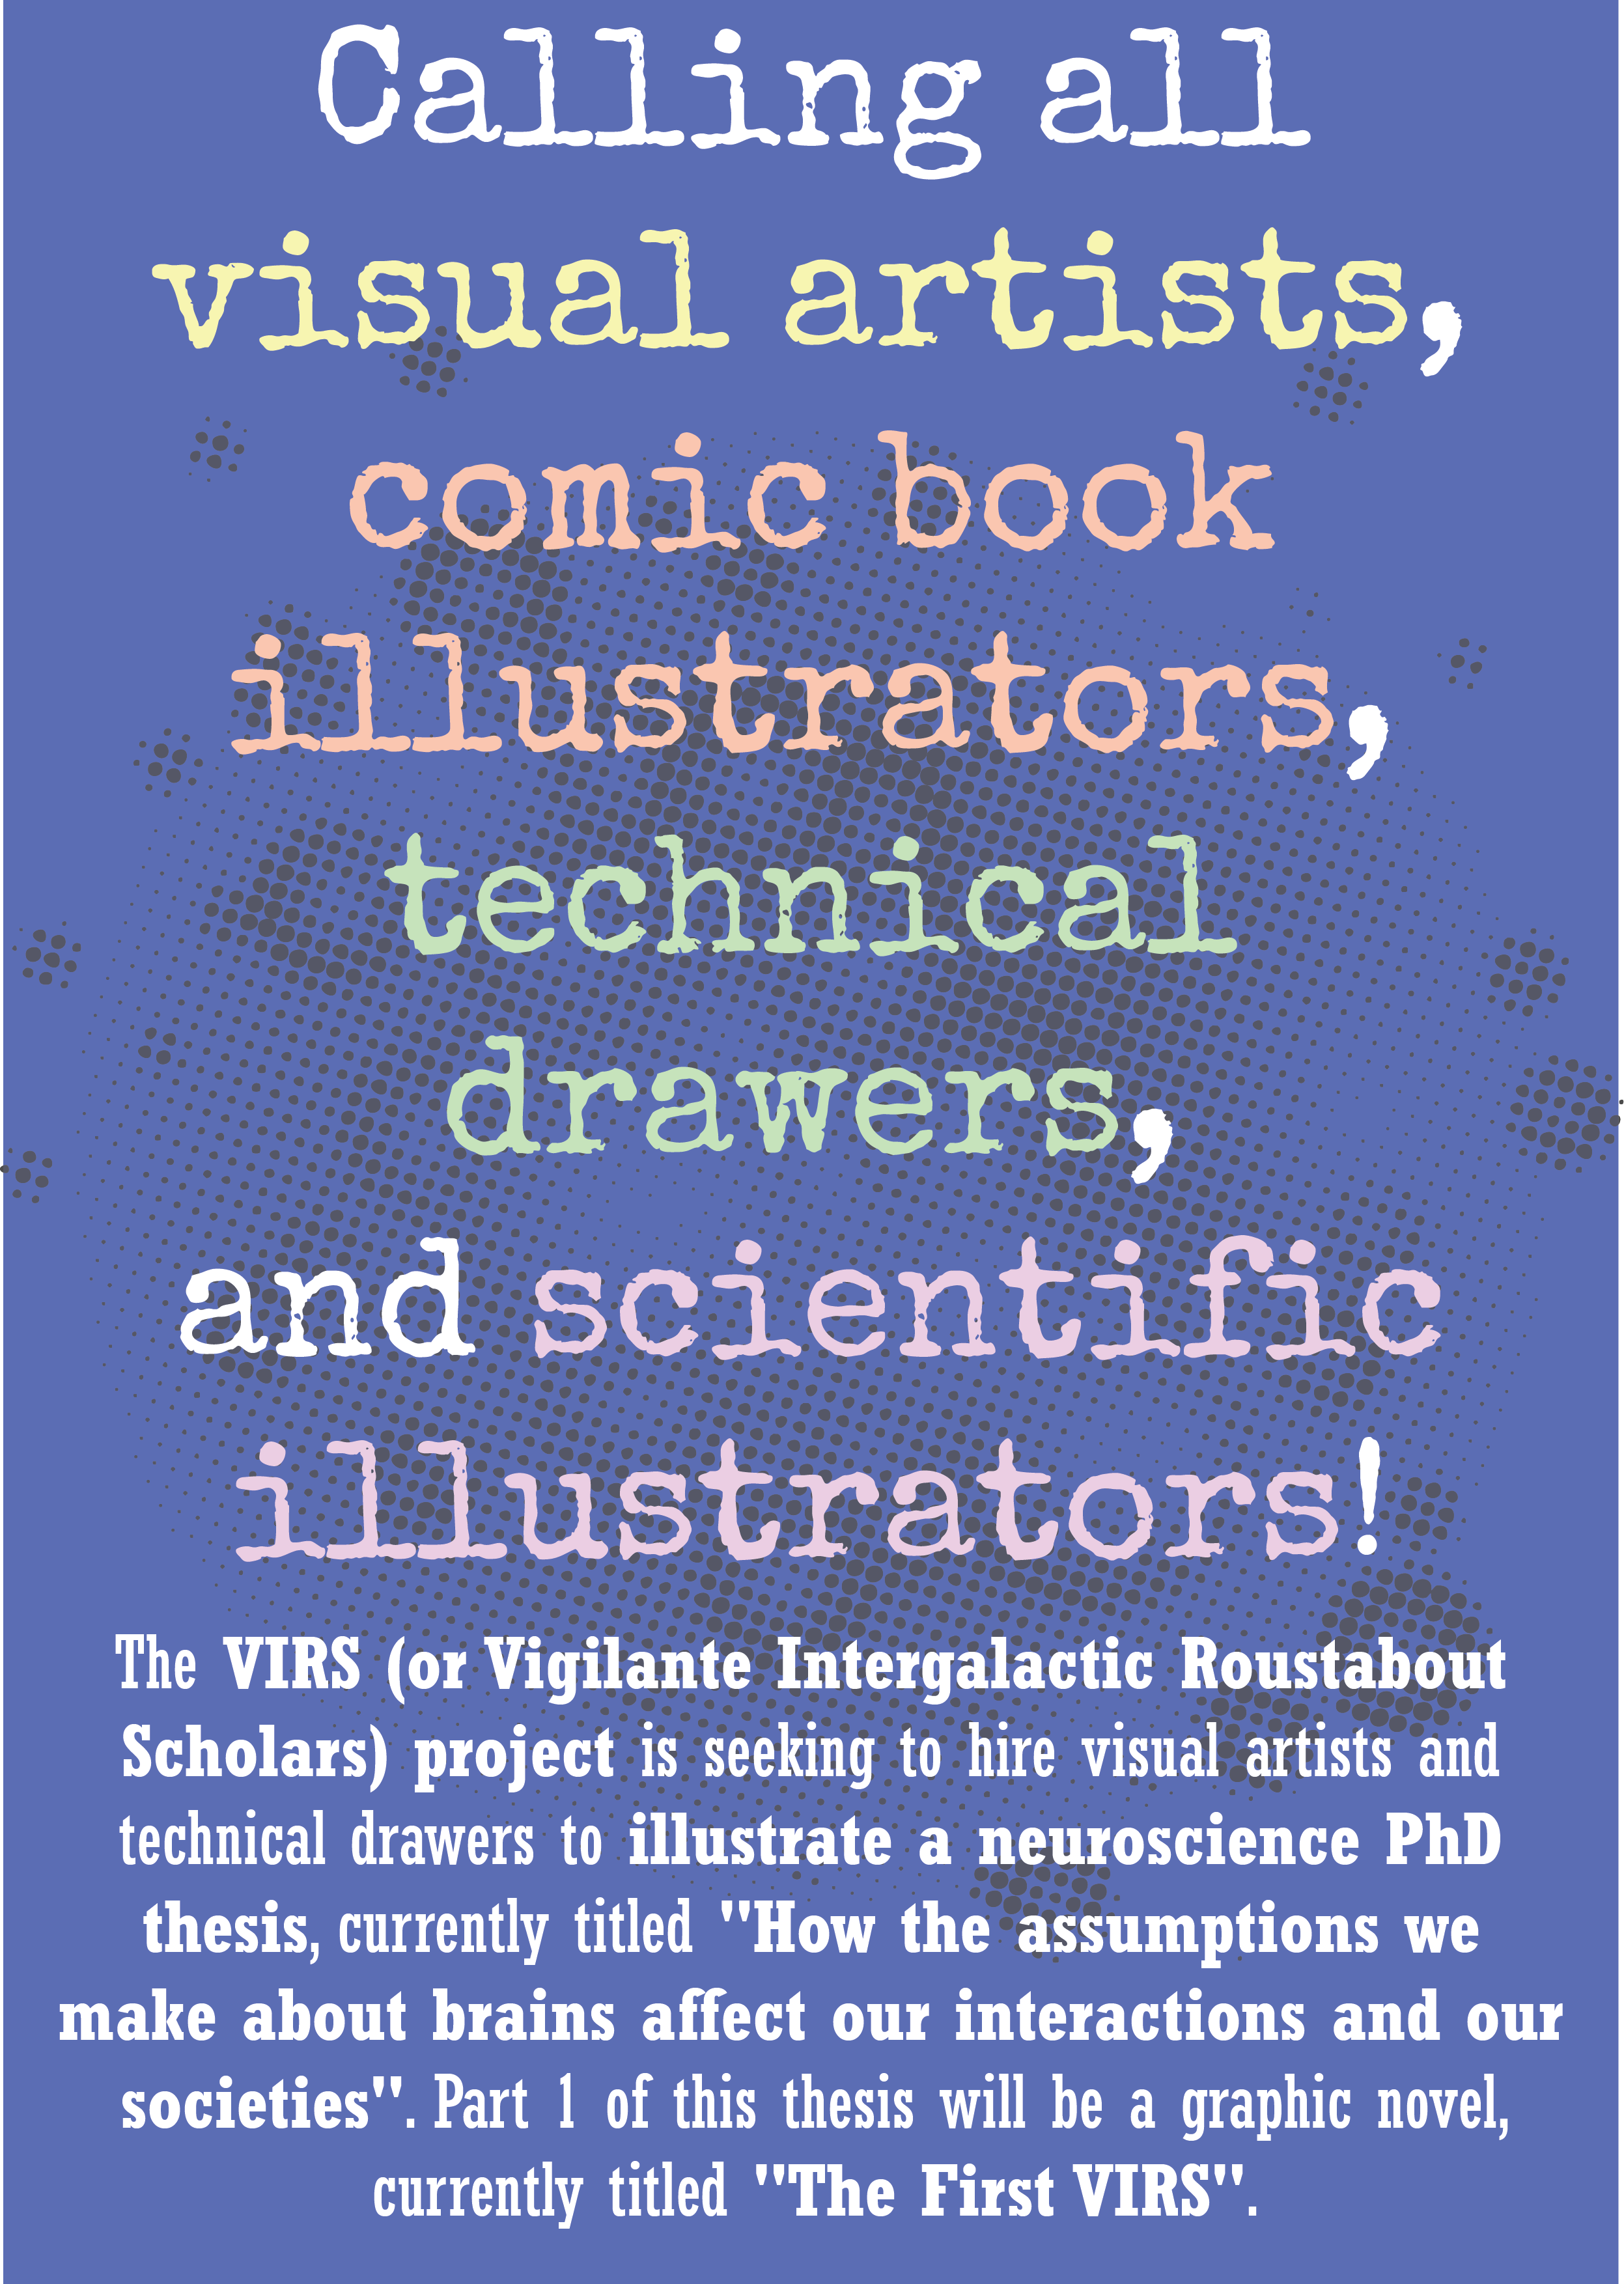 Calling all
visual artists,
comic book
illustrators,
technical
drawers,
and scientific
illustrators!
The VIRS (or Vigilante Intergalactic Roustabout
Scholars) project is seeking to hire visual artists and
technical drawers to illustrate a neuroscience PhD
thesis, currently titled "How the assumptions we
make about brains affect our interactions and our
societies". Part 1 of this thesis will be a graphic novel,
currently titled "The First VIRS".